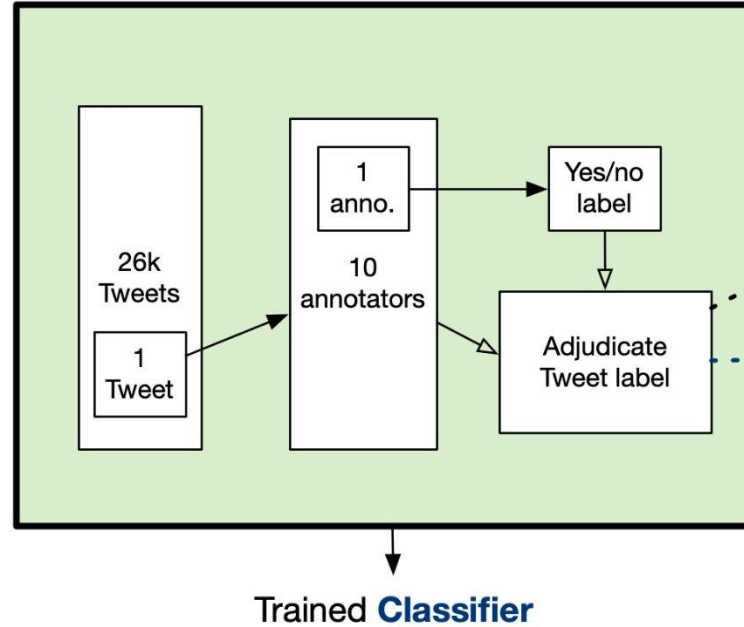 26k
Tweets
1
Tweet
1
anno.
10
annotators
Yes/no
label
Adjudicate
Tweet label
Trained Classifier